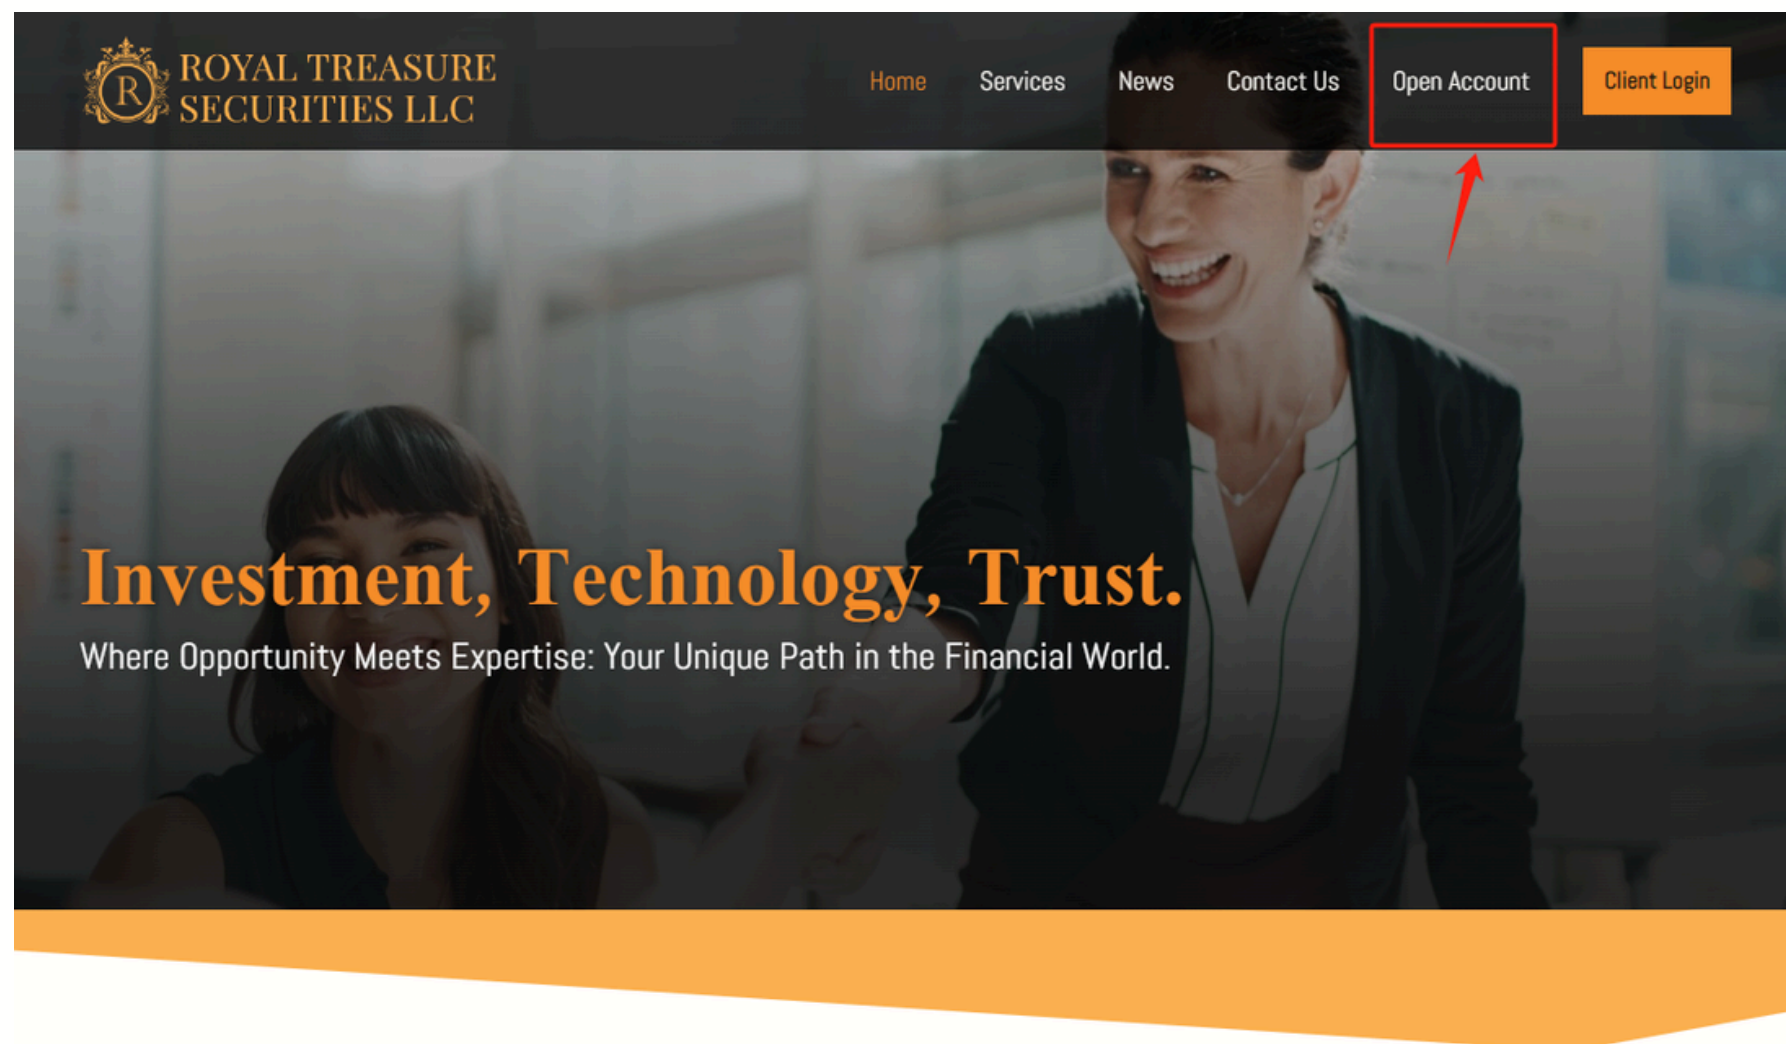 ROYAL TREASURE
SECURITIES LLC
R
Home
Services
News
Contact Us
Open Account
Client Login
Investment, Technology, Trust.
Where Opportunity Meets Expertise: Your Unique Path in the Financial World.